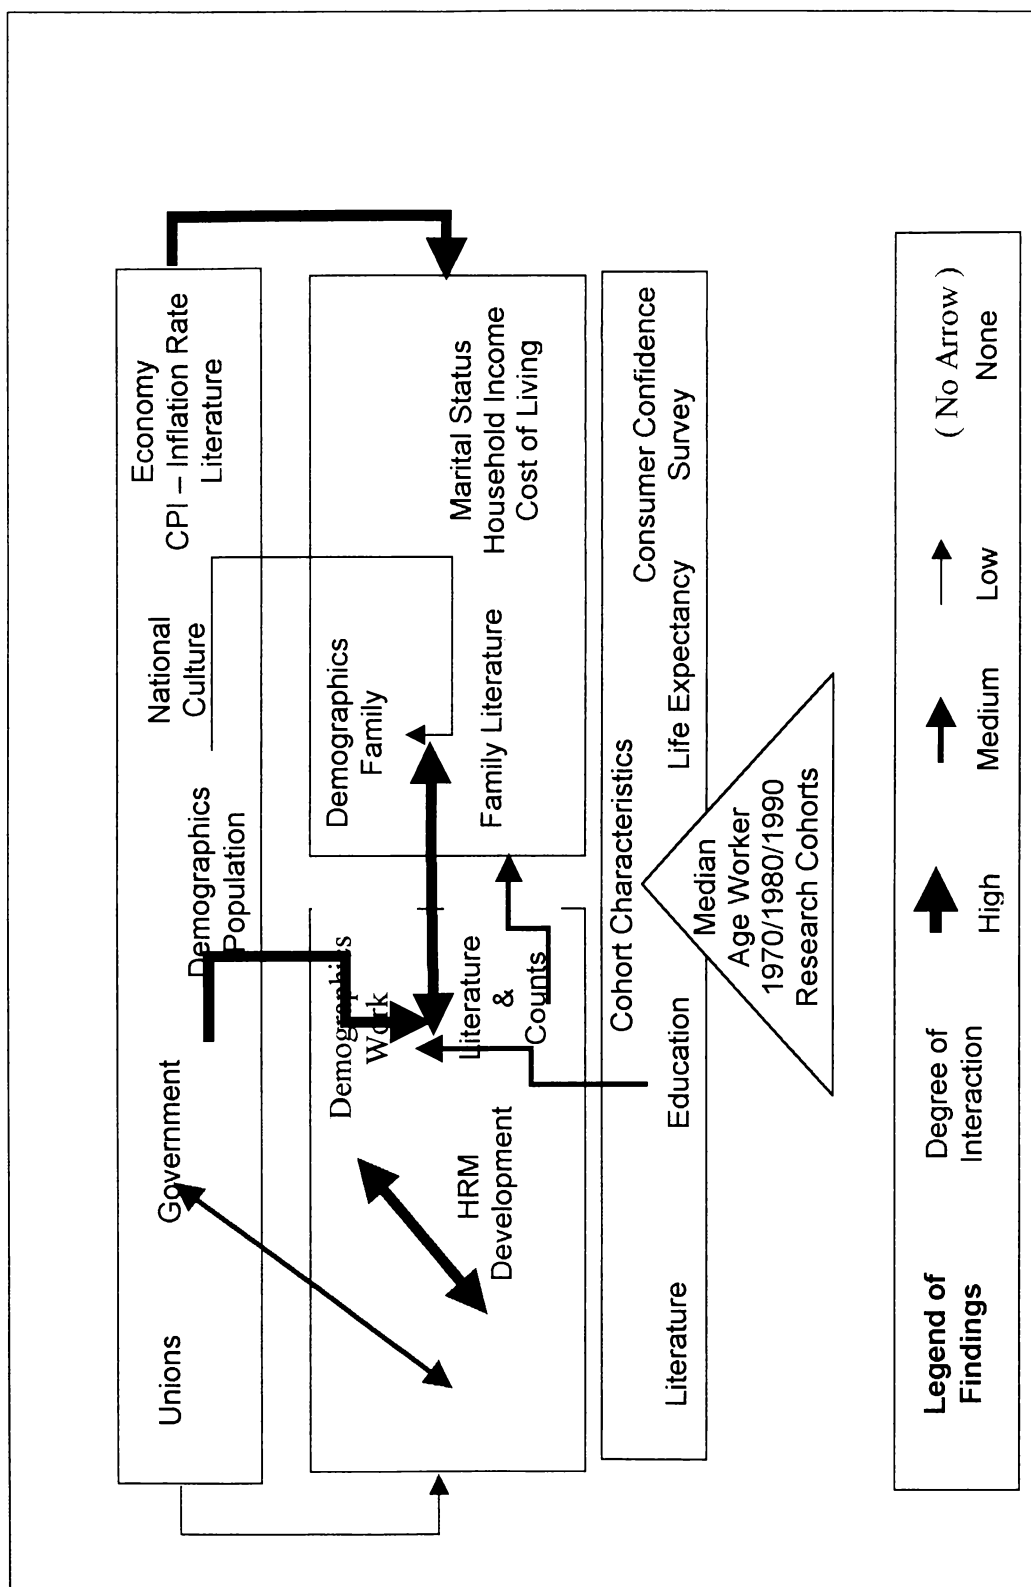 Unions
Government
Demographics
Population
National
Culture
Economy
CPI – Inflation Rate
Literature
HRM
Development
Demographics
Work
Literature
&
Counts
Demographics
Family
Family Literature
Marital Status
Household Income
Cost of Living
Cohort Characteristics
Literature
Education
Life Expectancy
Consumer Confidence
Survey
Median
Age Worker
1970/1980/1990
Research Cohorts
Legend of
Findings
Degree of
Interaction
High
Medium
Low
( No Arrow )
None